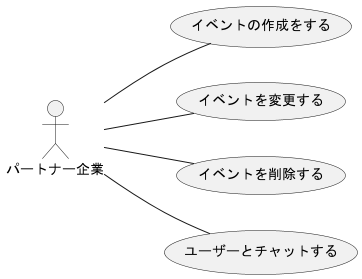 イベントの作成をする
イベントを変更する
パートナー企業
イベントを削除する
ユーザーとチャットする